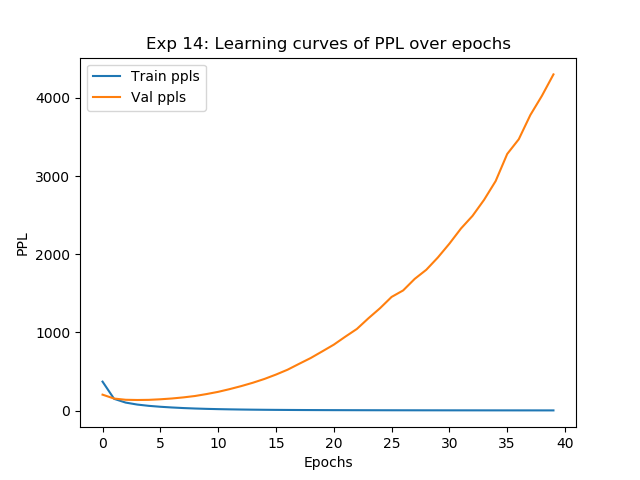 Exp 14: Learning curves of PPL over epochs
Train ppls
Val ppls
4000
3000
2000
1000
0
PPL
0 5 10 15 20 25 30 35 40
Epochs